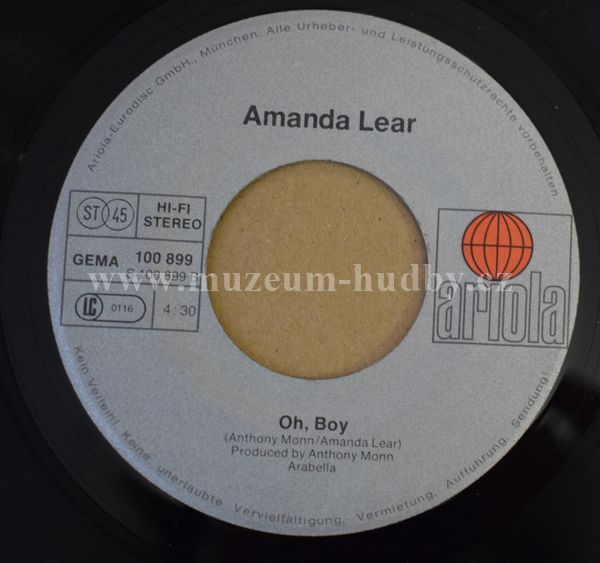 Ariola-Eurodisc GmbH., München. Alle Urheber- und Leistungsschutzrechte vorbehalten
Amanda Lear
ST 45
HI-FI
STEREO
GEMA
100 899
S 100 899 B
LC 0116
4:30
ariola
www.muzeum-hudby.cz
Oh, Boy
(Anthony Monn/Amanda Lear)
Produced by Anthony Monn
Arabella
Kein Verleih! Keine unerlaubte Vervielfältigung, Vermietung, Aufführung, Sendung!